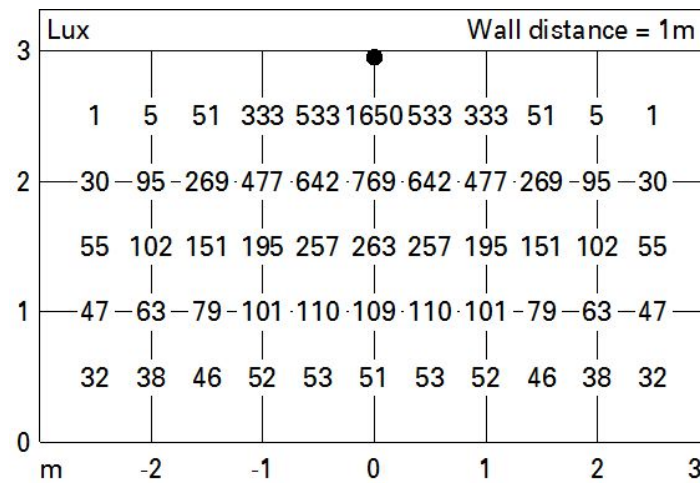 Lux Wall distance = 1m
3
1 5 51 333 533 1650 533 333 51 5 1
2 30 95 269 477 642 769 642 477 269 95 30
55 102 151 195 257 263 257 195 151 102 55
1 47 63 79 101 110 109 110 101 79 63 47
32 38 46 52 53 51 53 52 46 38 32
0
m -2 -1 0 1 2 3